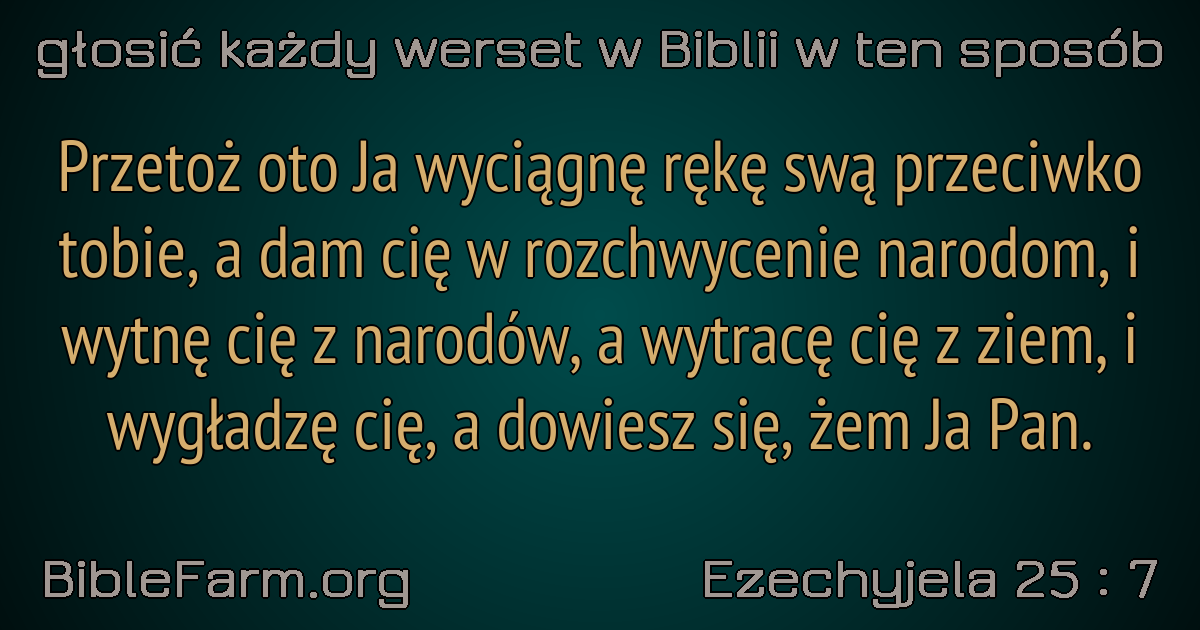 głosić każdy werset w Biblii w ten sposób
Przetoż oto Ja wyciągnę rękę swą przeciwko
tobie, a dam cię w rozchwycenie narodom, i
wytnę cię z narodów, a wytracę cię z ziem, i
wygładzę cię, a dowiesz się, żem Ja Pan.
BibleFarm.org
Ezechyjela 25 : 7